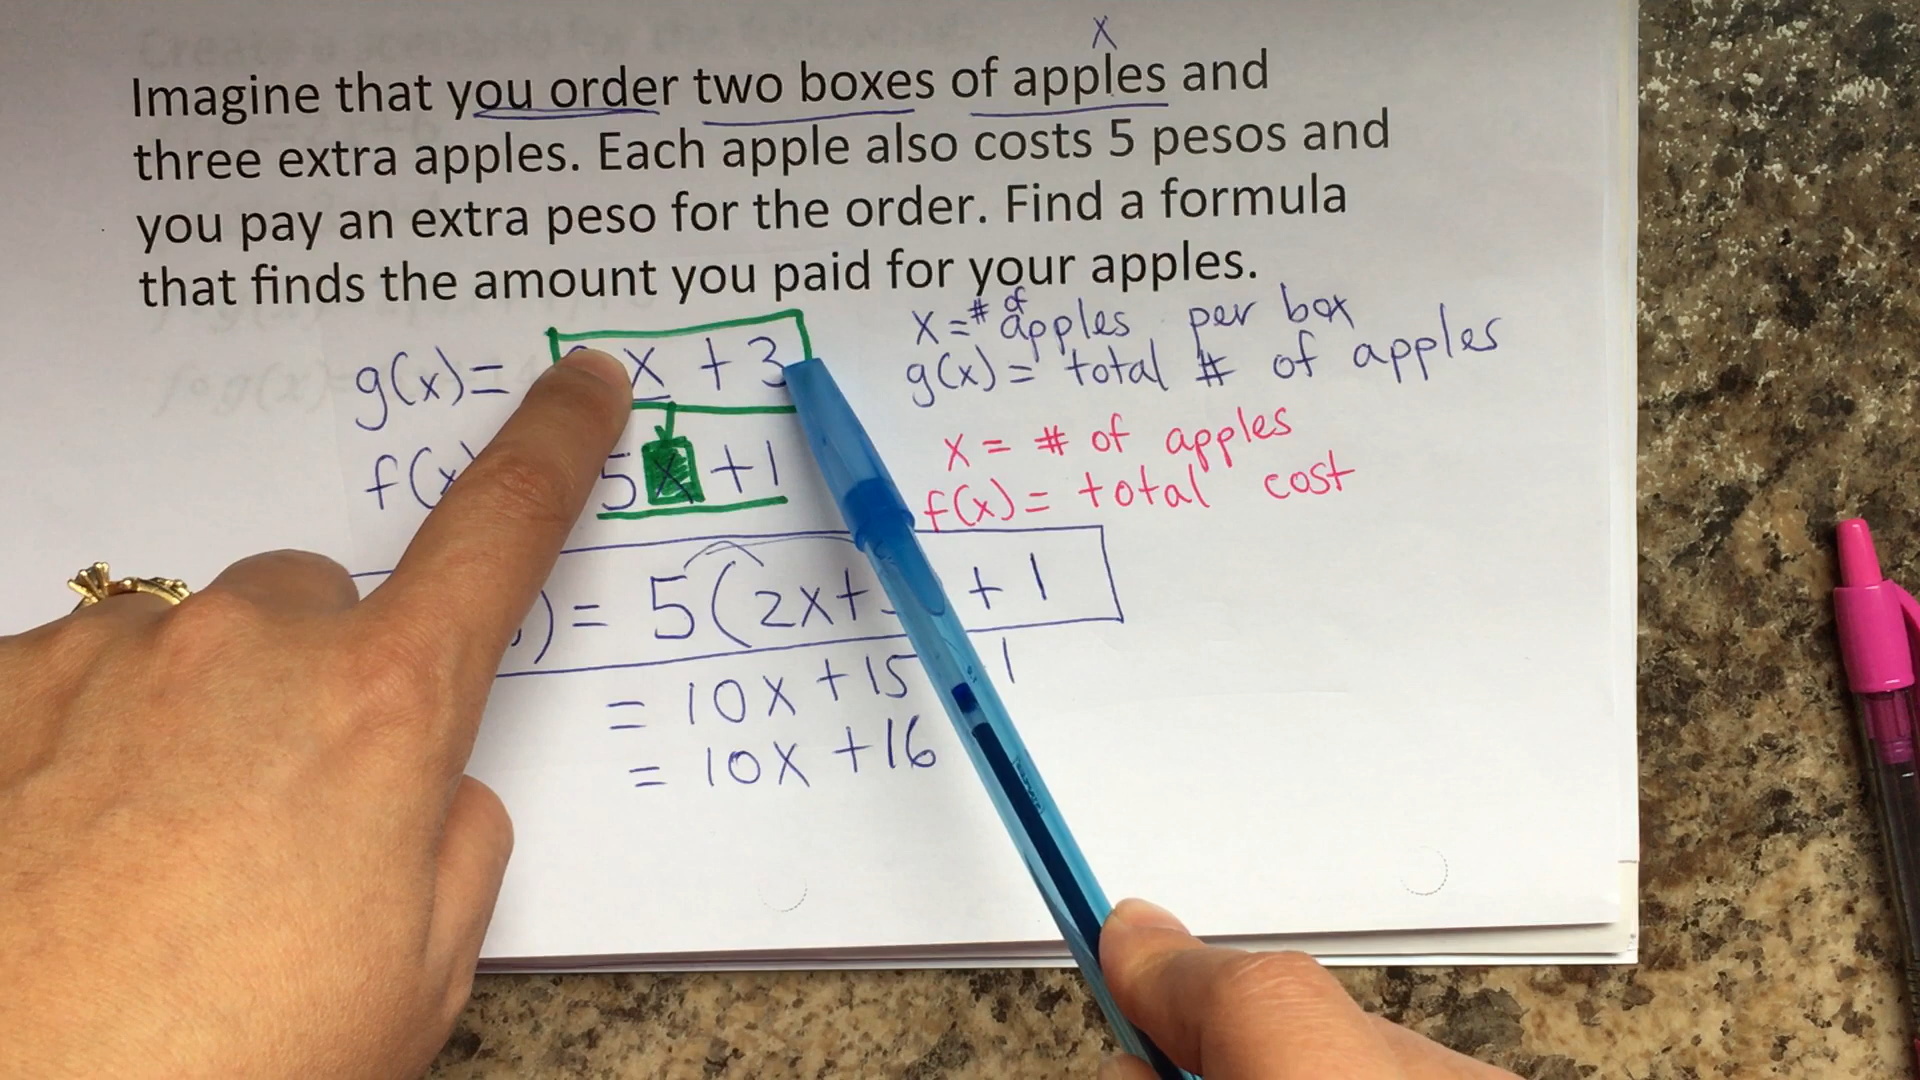 x
Imagine that you order two boxes of apples and
three extra apples. Each apple also costs 5 pesos and
you pay an extra peso for the order. Find a formula
that finds the amount you paid for your apples.
x = # of apples per box
g(x) = x + 3
g(x) = total # of apples
f(x 5x +1
x = # of apples
f(x) = total cost
) = 5(2x+ + 1
= 10x +15 1
= 10x +16